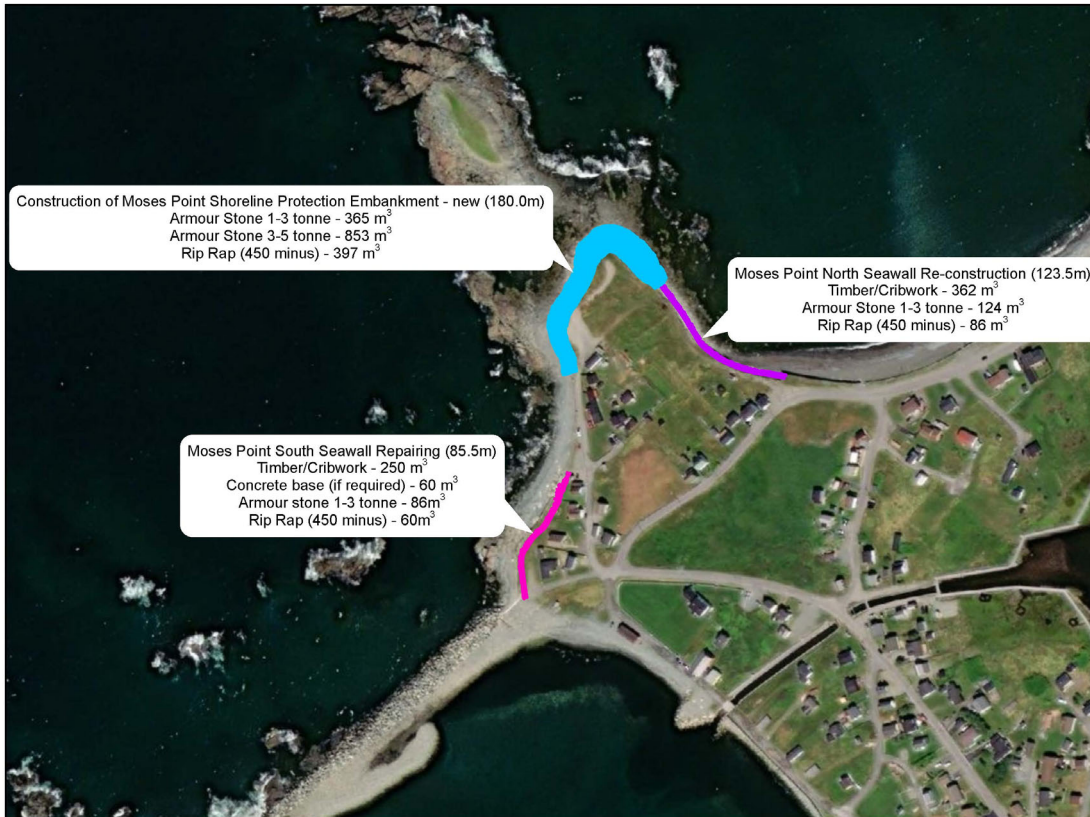 Construction of Moses Point Shoreline Protection Embankment - new (180.0m)
Armour Stone 1-3 tonne - 365 m³
Armour Stone 3-5 tonne - 853 m³
Rip Rap (450 minus) - 397 m³
Moses Point North Seawall Re-construction (123.5m)
Timber/Cribwork - 362 m³
Armour Stone 1-3 tonne - 124 m³
Rip Rap (450 minus) - 86 m³
Moses Point South Seawall Repairing (85.5m)
Timber/Cribwork - 250 m³
Concrete base (if required) - 60 m³
Armour stone 1-3 tonne - 86m³
Rip Rap (450 minus) - 60m³